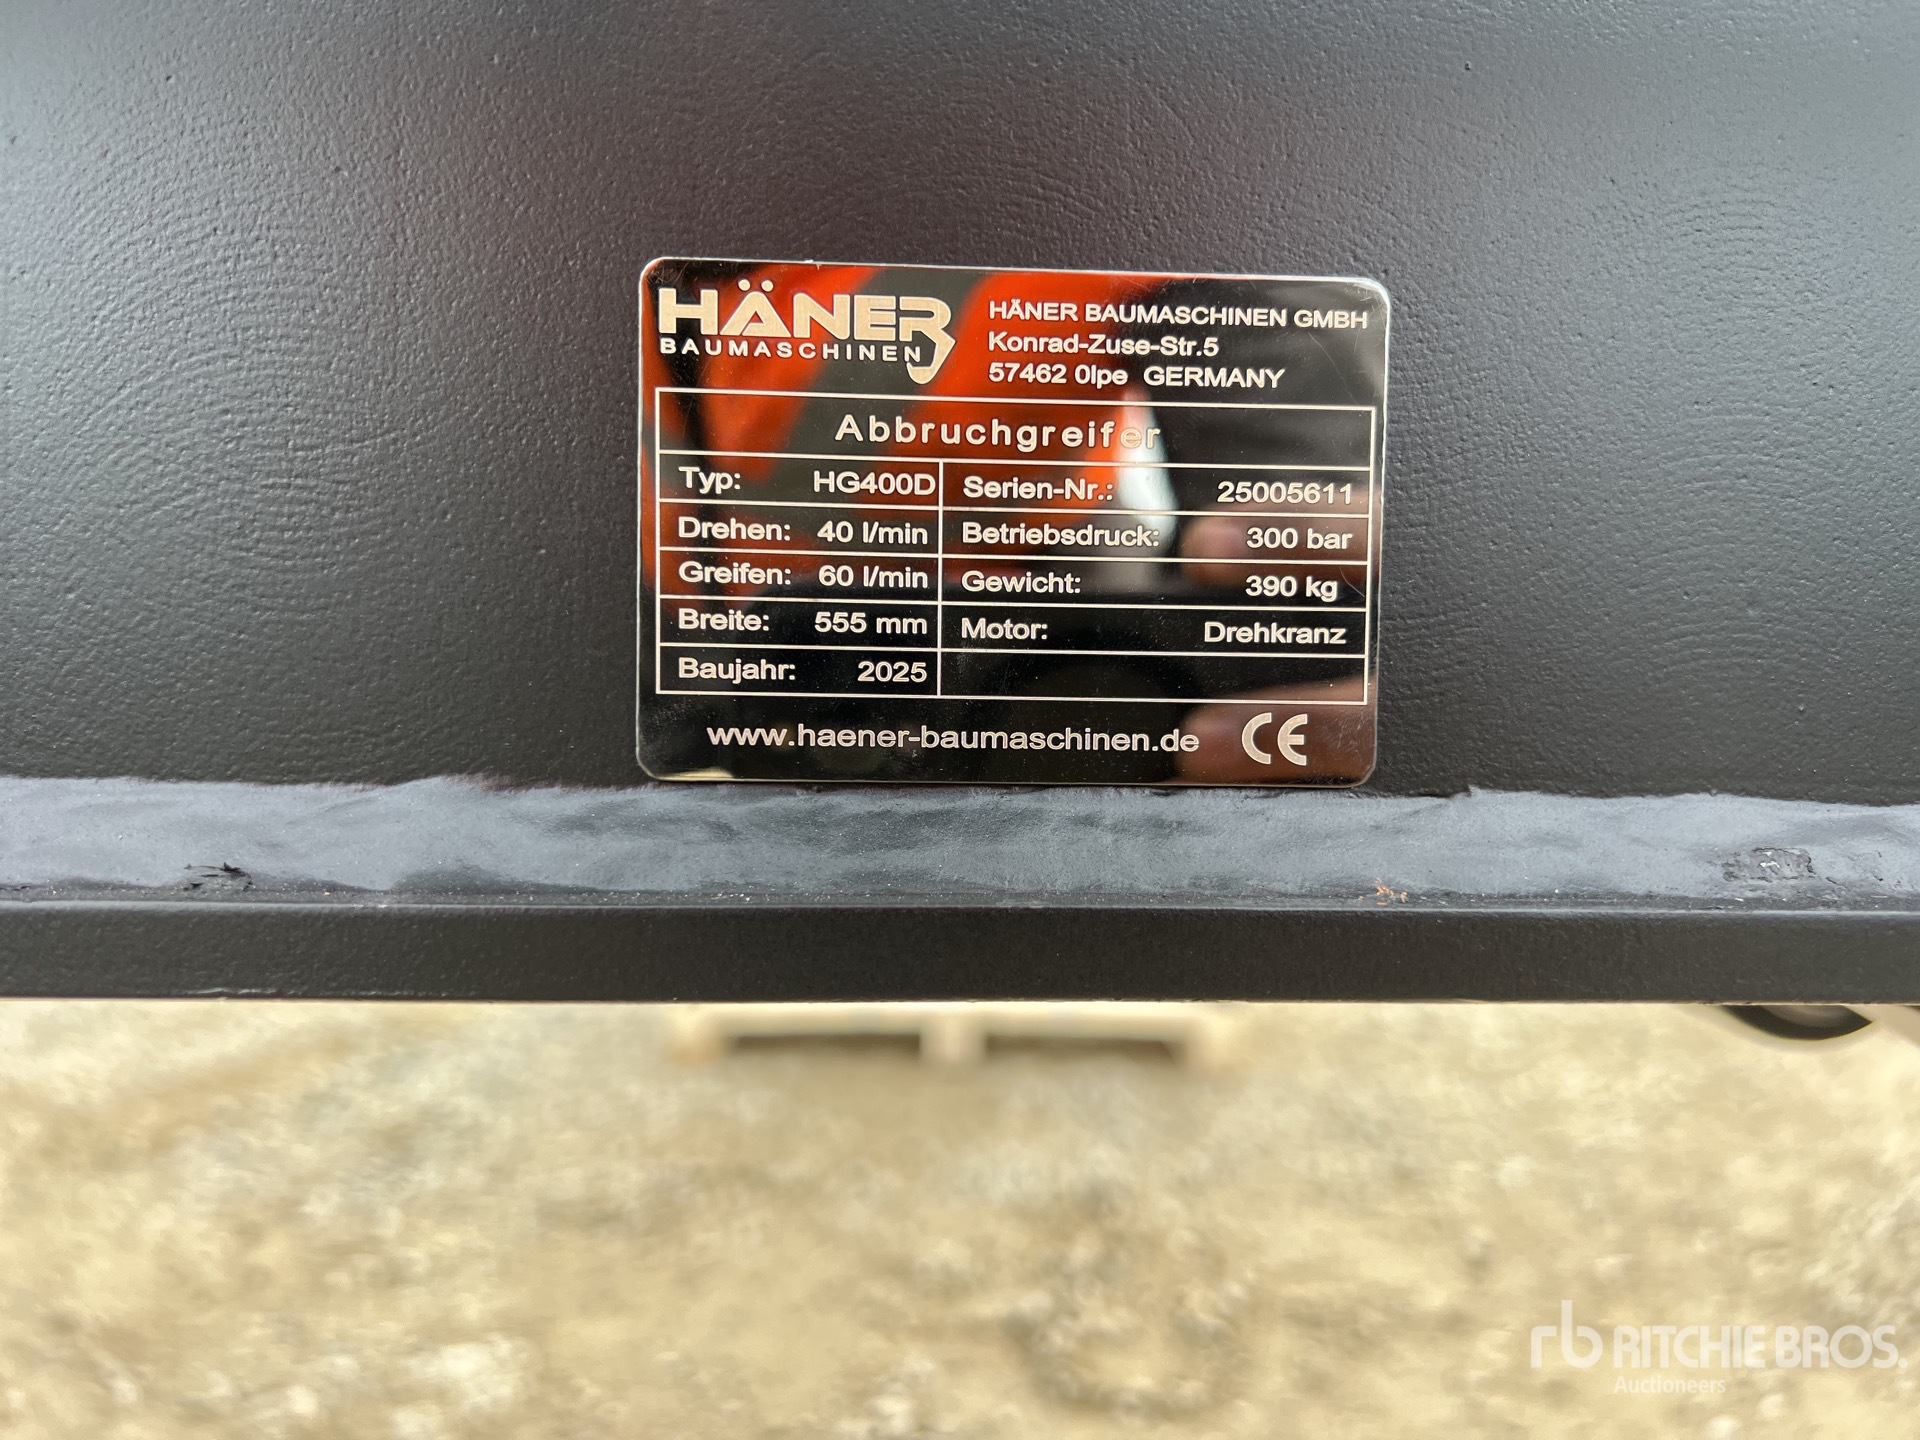 HÄNER
BAUMASCHINEN
HÄNER BAUMASCHINEN GMBH
Konrad-Zuse-Str.5
57462 0lpe GERMANY
Abbruchgreifer
Typ: HG400D Serien-Nr.: 25005611
Drehen: 40 l/min Betriebsdruck: 300 bar
Greifen: 60 l/min Gewicht: 390 kg
Breite: 555 mm Motor: Drehkranz
Baujahr: 2025
www.haener-baumaschinen.de CE
rb RITCHIE BROS.
Auctioneers